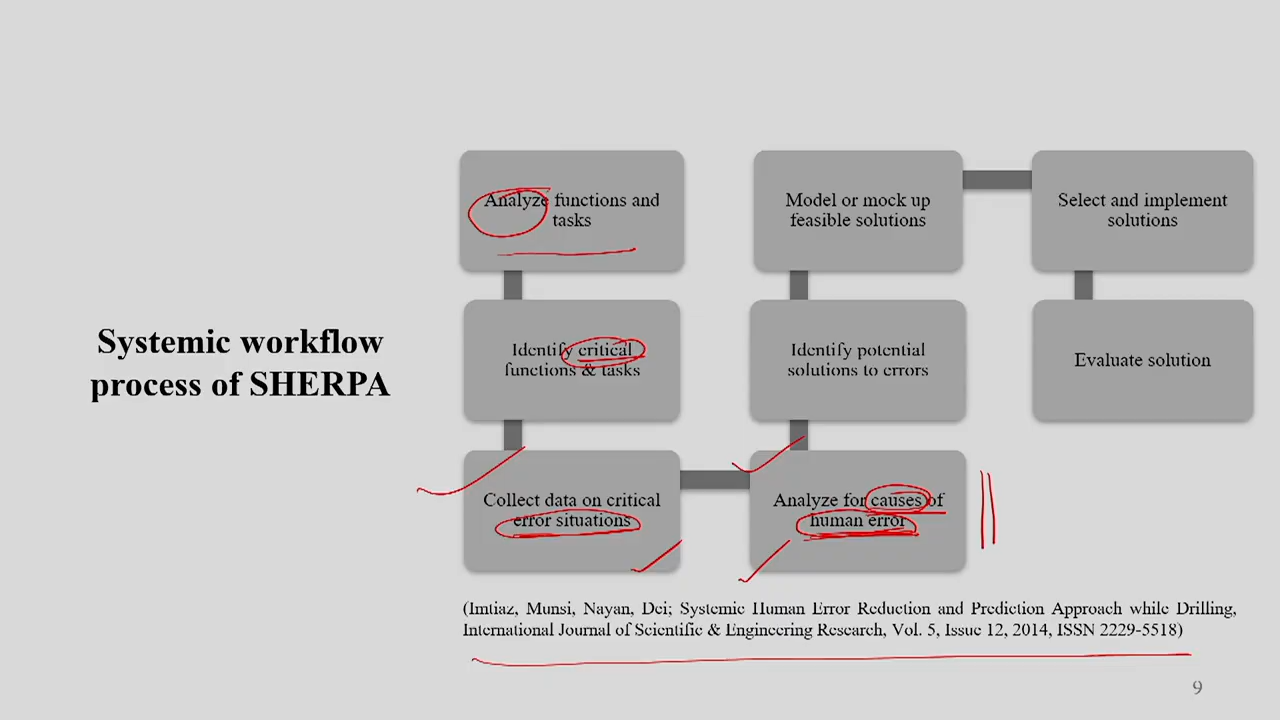 Systemic workflow
process of SHERPA
Analyze functions and
tasks
Identify critical
functions & tasks
Collect data on critical
error situations
Analyze for causes of
human error
Identify potential
solutions to errors
Model or mock up
feasible solutions
Select and implement
solutions
Evaluate solution
(Imtiaz, Munsi, Nayan, Dei; Systemic Human Error Reduction and Prediction Approach while Drilling,
International Journal of Scientific & Engineering Research, Vol. 5, Issue 12, 2014, ISSN 2229-5518)
9